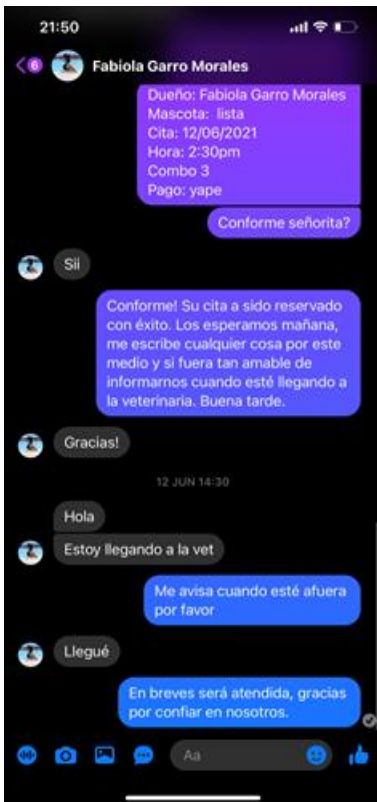 21:50
6
Fabiola Garro Morales
Dueño: Fabiola Garro Morales
Mascota:  lista
Cita: 12/06/2021
Hora: 2:30pm
Combo 3
Pago: yape
Conforme señorita?
Sii
Conforme! Su cita a sido reservado
con éxito. Los esperamos mañana,
me escribe cualquier cosa por este
medio y si fuera tan amable de
informarnos cuando esté llegando a
la veterinaria. Buena tarde.
Gracias!
12 JUN 14:30
Hola
Estoy llegando a la vet
Me avisa cuando esté afuera
por favor
Llegué
En breves será atendida, gracias
por confiar en nosotros.
Aa